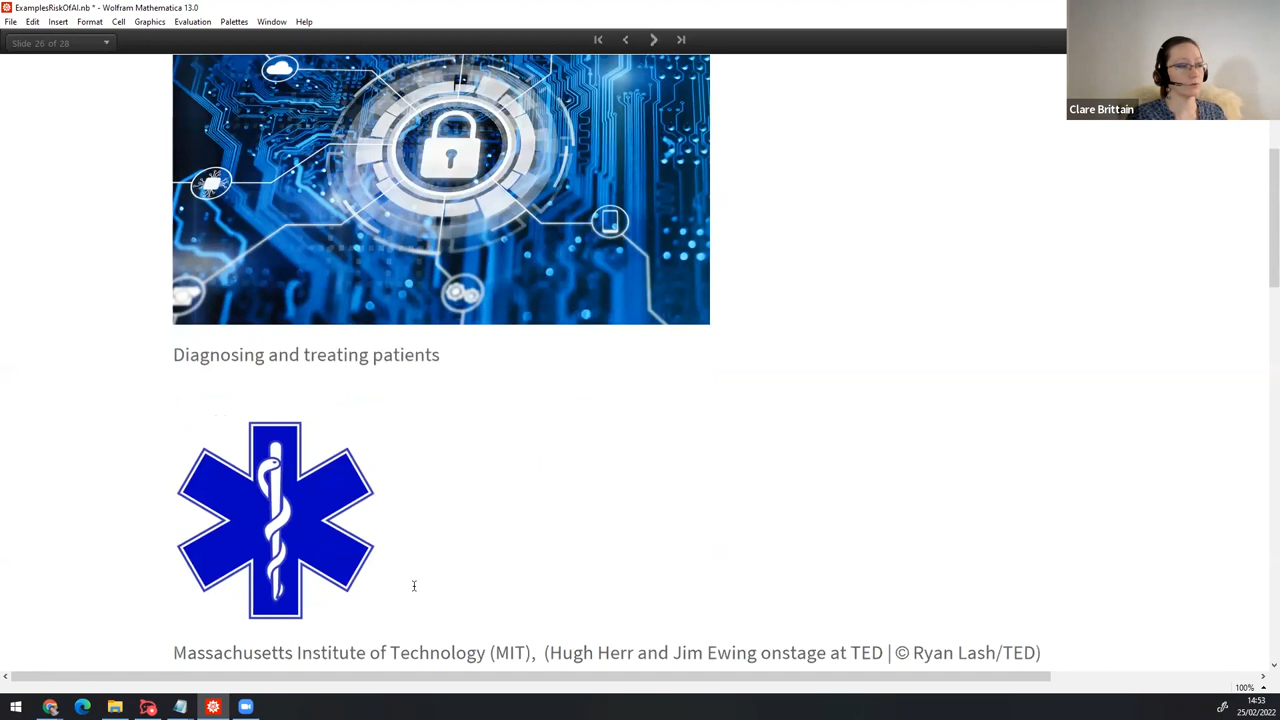 ExamplesRiskOfAI.nb * - Wolfram Mathematica 13.0
File Edit Insert Format Cell Graphics Evaluation Palettes Window Help
Slide 26 of 28
Clare Brittain
Diagnosing and treating patients
Massachusetts Institute of Technology (MIT), (Hugh Herr and Jim Ewing onstage at TED | © Ryan Lash/TED)
100%
14:53
25/02/2022